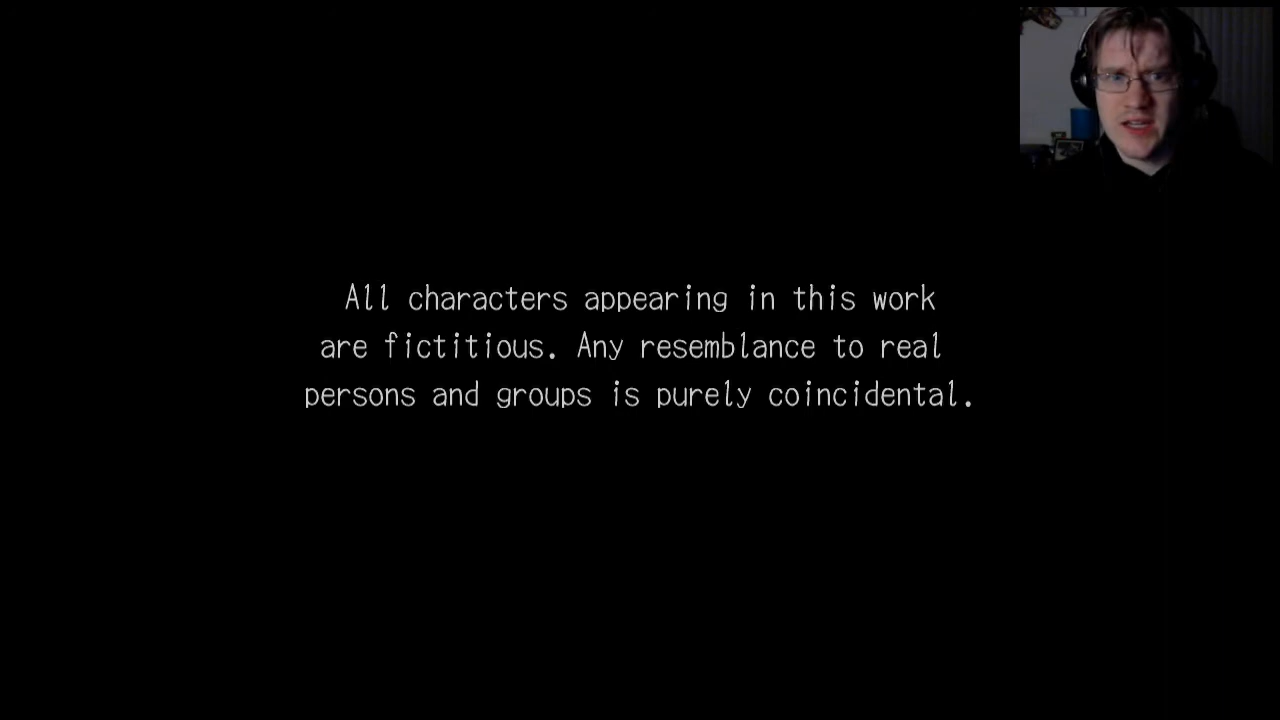 All characters appearing in this work
are fictitious. Any resemblance to real
persons and groups is purely coincidental.